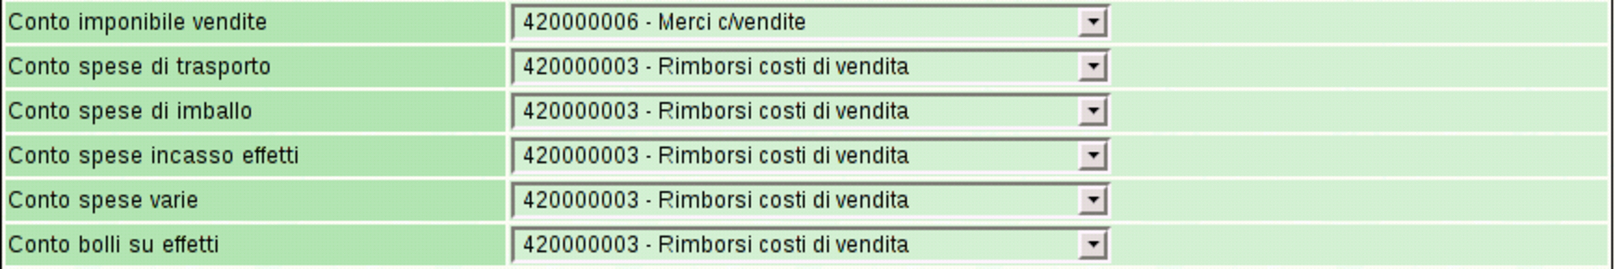 Conto imponibile vendite 420000006 - Merci c/vendite
Conto spese di trasporto 420000003 - Rimborsi costi di vendita
Conto spese di imballo 420000003 - Rimborsi costi di vendita
Conto spese incasso effetti 420000003 - Rimborsi costi di vendita
Conto spese varie 420000003 - Rimborsi costi di vendita
Conto bolli su effetti 420000003 - Rimborsi costi di vendita